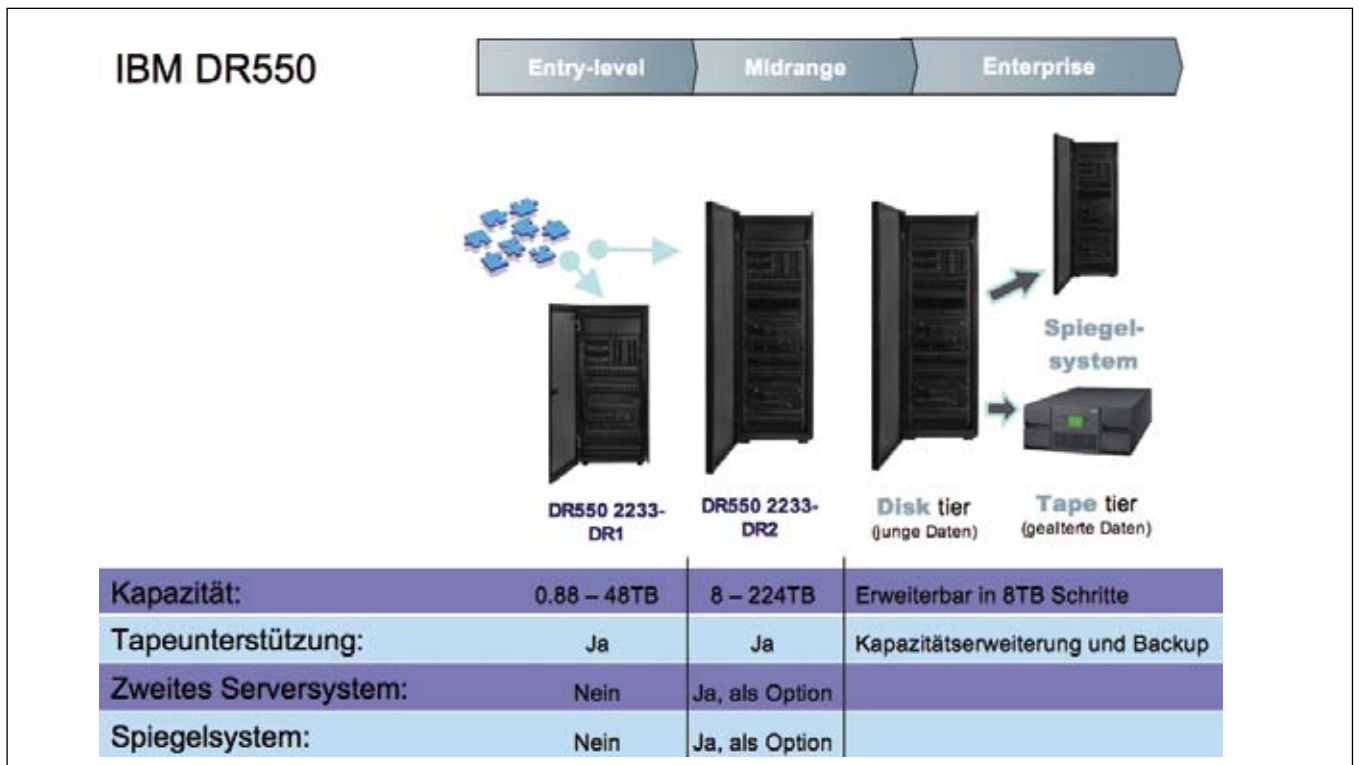 IBM DR550
Entry-level
Midrange
Enterprise
Spiegel-
system
DR550 2233-
DR1
DR550 2233-
DR2
Disk tier
(junge Daten)
Tape tier
(gealterte Daten)
Kapazität: 0.88 – 48TB 8 – 224TB Erweiterbar in 8TB Schritte
Tapeunterstützung: Ja Ja Kapazitätserweiterung und Backup
Zweites Serversystem: Nein Ja, als Option
Spiegelsystem: Nein Ja, als Option